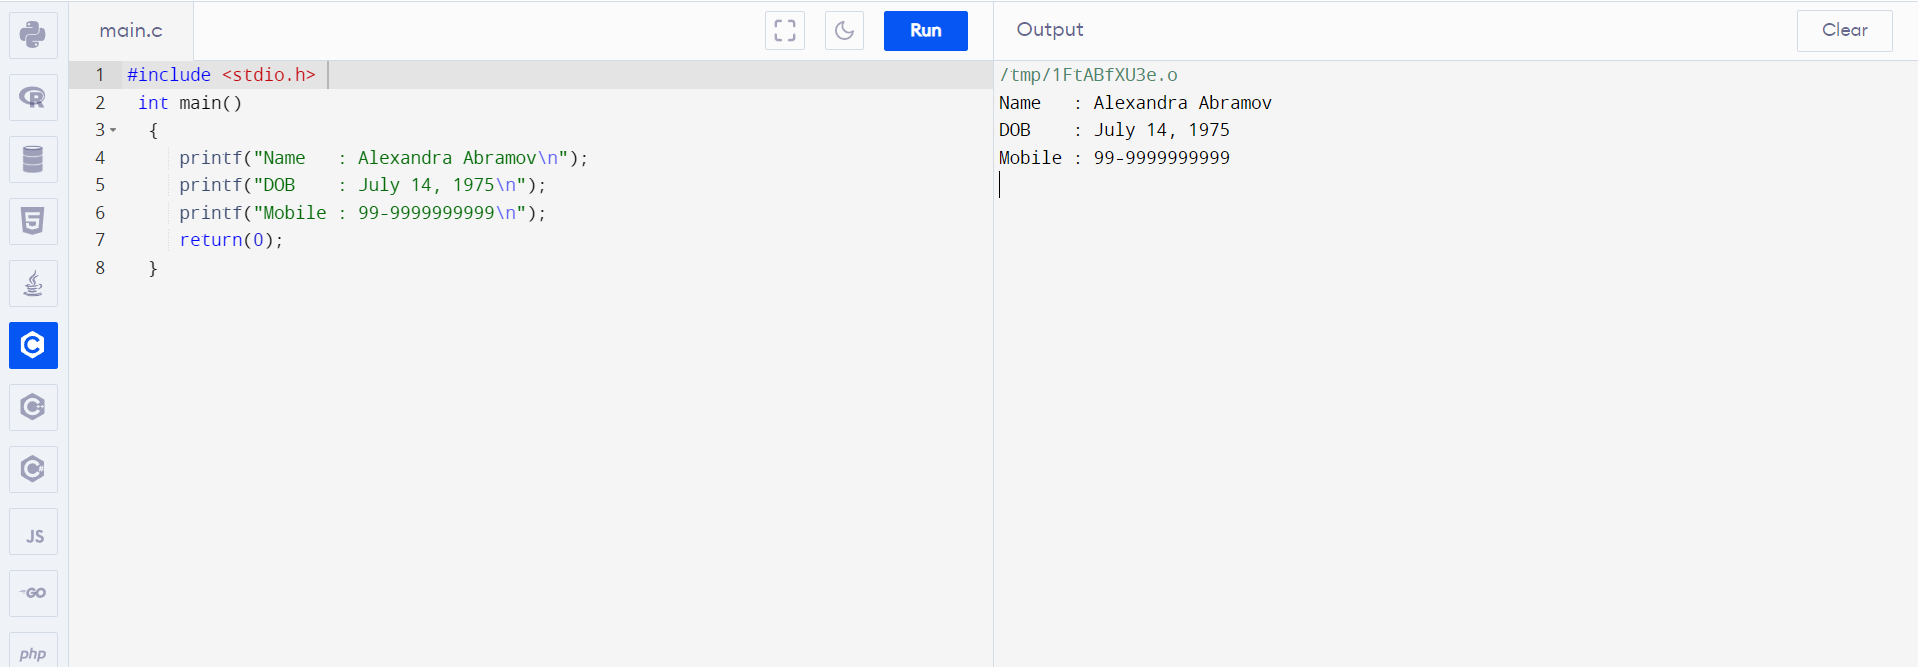 main.c
Run
Output
Clear
1 #include <stdio.h>
2  int main()
3   {
4      printf("Name   : Alexandra Abramov\n");
5      printf("DOB    : July 14, 1975\n");
6      printf("Mobile : 99-9999999999\n");
7      return(0);
8   }
/tmp/1FtABfXU3e.o
Name   : Alexandra Abramov
DOB    : July 14, 1975
Mobile : 99-9999999999
R
5
C
C++
C#
JS
GO
php